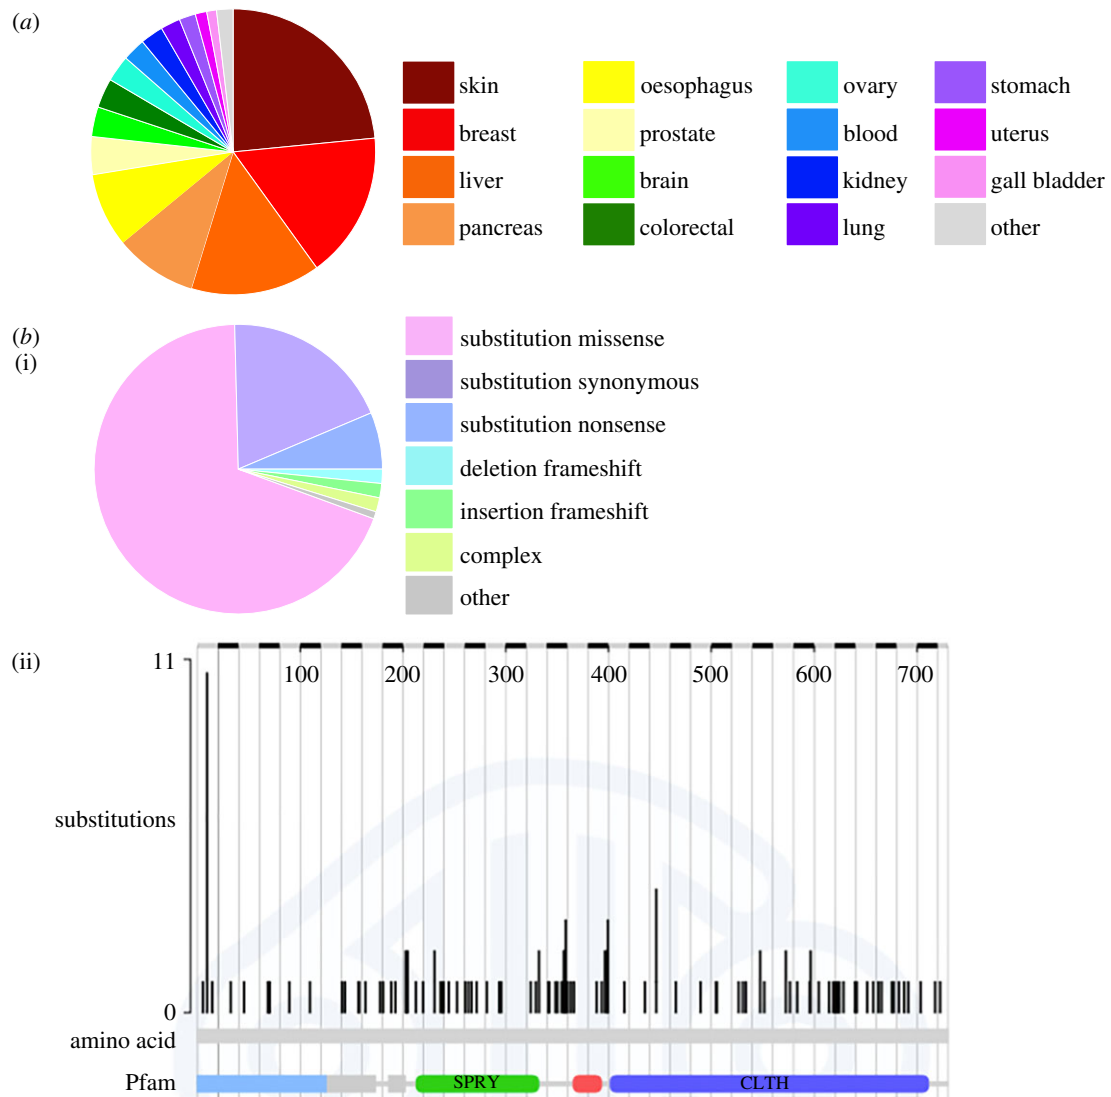 (a)
skin oesophagus ovary stomach
breast prostate blood uterus
liver brain kidney gall bladder
pancreas colorectal lung other
(b)
(i)
substitution missense
substitution synonymous
substitution nonsense
deletion frameshift
insertion frameshift
complex
other
(ii)
11
100 200 300 400 500 600 700
substitutions
0
amino acid
Pfam SPRY CLTH